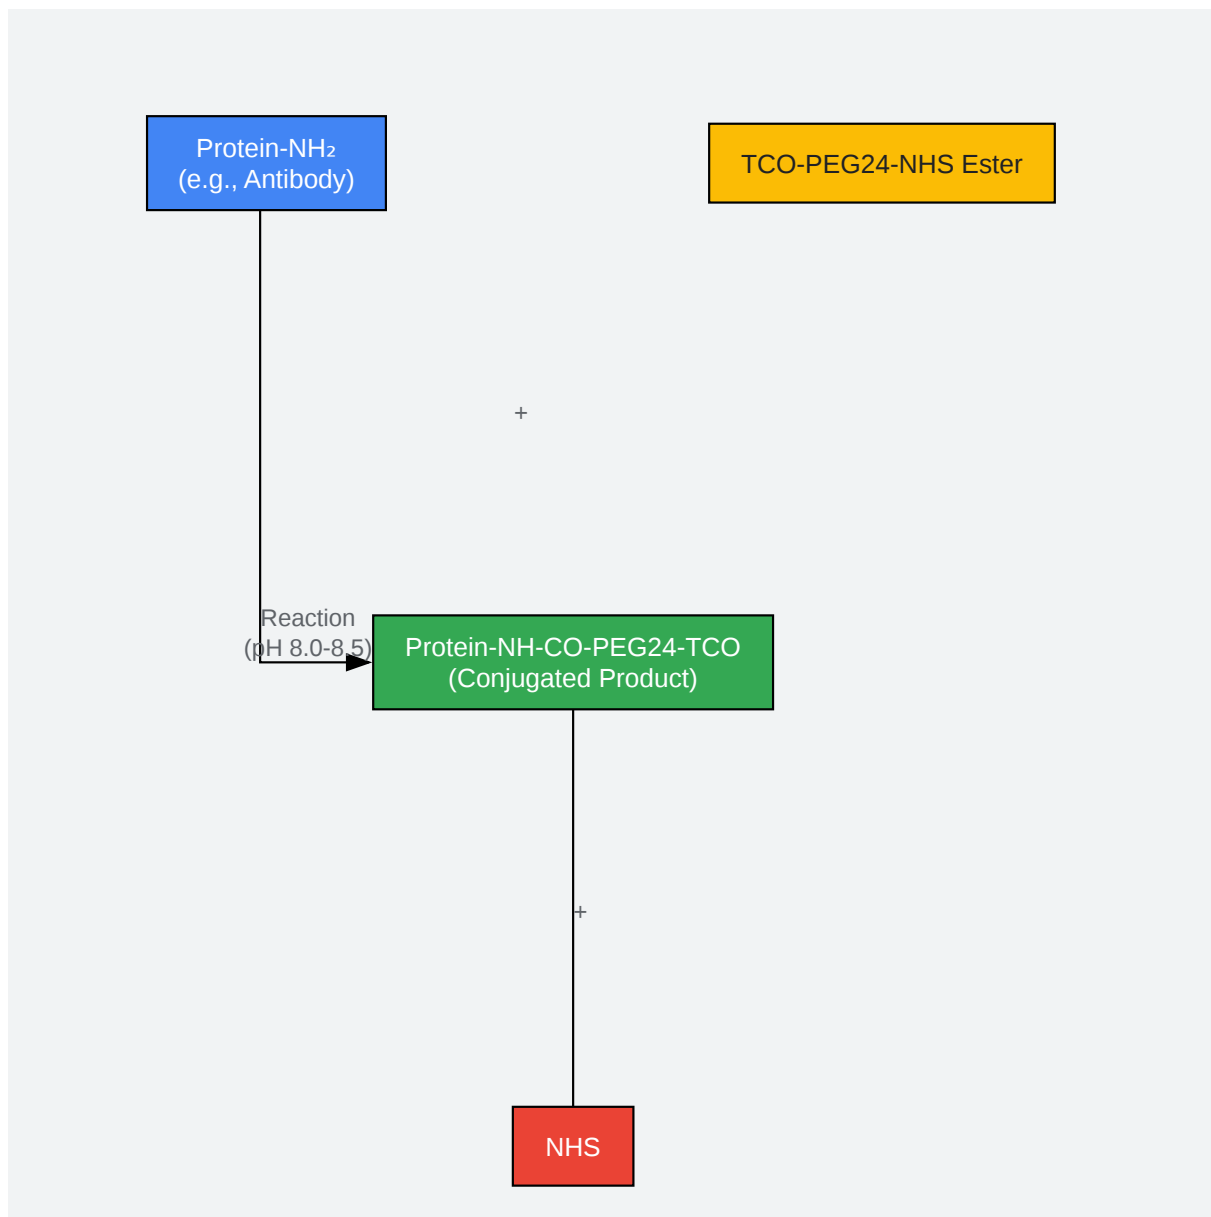 Protein-NH₂
(e.g., Antibody)
TCO-PEG24-NHS Ester
+
Reaction
(pH 8.0-8.5)
Protein-NH-CO-PEG24-TCO
(Conjugated Product)
+
NHS